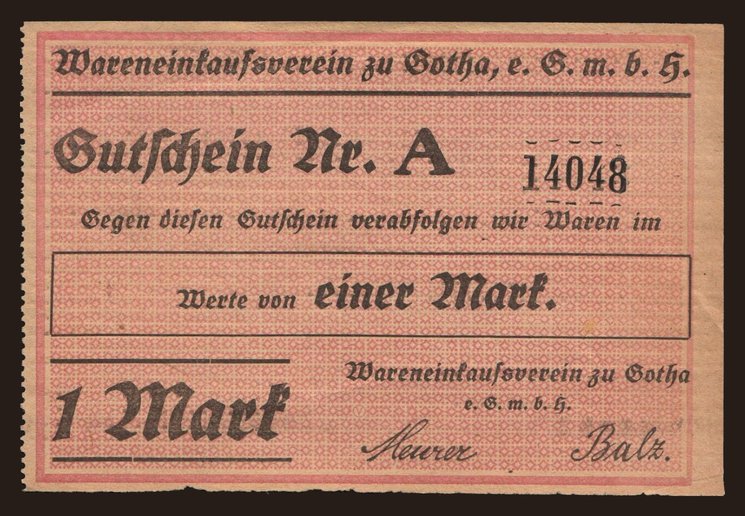 Wareneinkaufsverein zu Gotha, e. G. m. b. H.
Gutschein Nr. A 14048
Gegen diesen Gutschein verabfolgen wir Waren im
Werte von einer Mark.
1 Mark
Wareneinkaufsverein zu Gotha
e. G. m. b. H.
Meurer Balz.